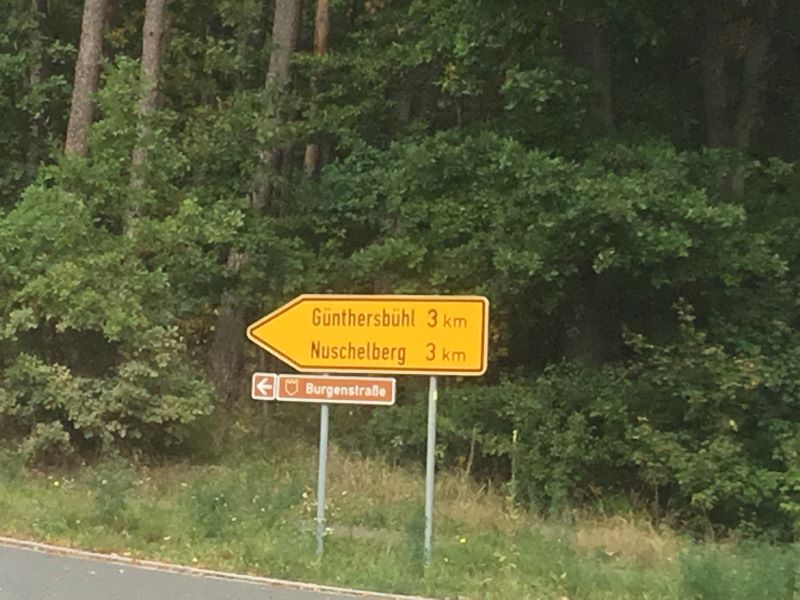 Günthersbühl 3 km
Nuschelberg 3 km
Burgenstraße